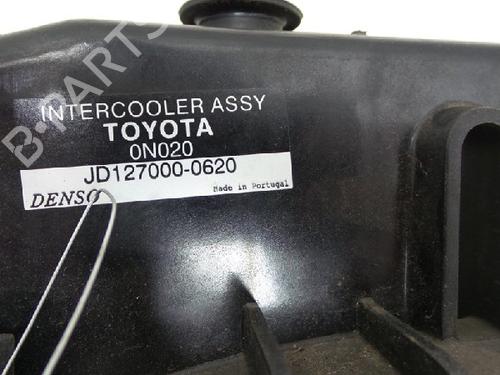 B-PARTS
INTERCOOLER ASSY
TOYOTA
0N020
JD127000-0620
DENSO
Made in Portugal